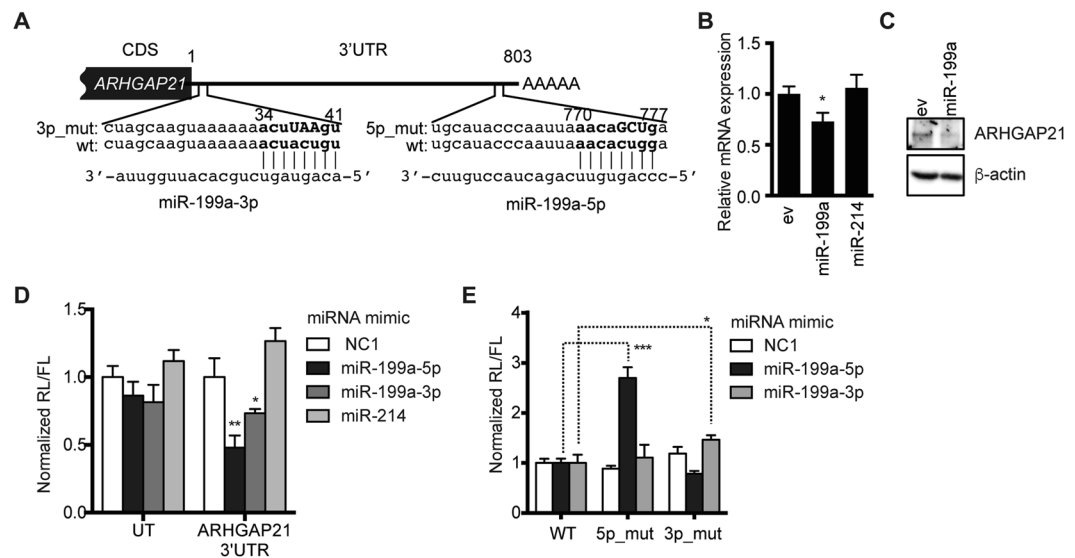 A
CDS
1
3'UTR
803
ARHGAP21
AAAAA
34
41
3p_mut: cuagcaaguaaaaaaacuUAAgu
wt: cuagcaaguaaaaaaacuacugu
3'-auugguuacacgucugaugaca-5'
miR-199a-3p
770
777
5p_mut: ugcauacccaauuaaacaGCUga
wt: ugcauacccaauuaaacacugga
3'-cuuguccaucagacuugugaccc-5'
miR-199a-5p
B
Relative mRNA expression
1.5
1.0
0.5
0.0
*
ev
miR-199a
miR-214
C
ev
miR-199a
ARHGAP21
β-actin
D
Normalized RL/FL
1.5
1.0
0.5
0.0
**
*
UT
ARHGAP21
3'UTR
miRNA mimic
NC1
miR-199a-5p
miR-199a-3p
miR-214
E
Normalized RL/FL
4
3
2
1
0
***
*
WT
5p_mut
3p_mut
miRNA mimic
NC1
miR-199a-5p
miR-199a-3p